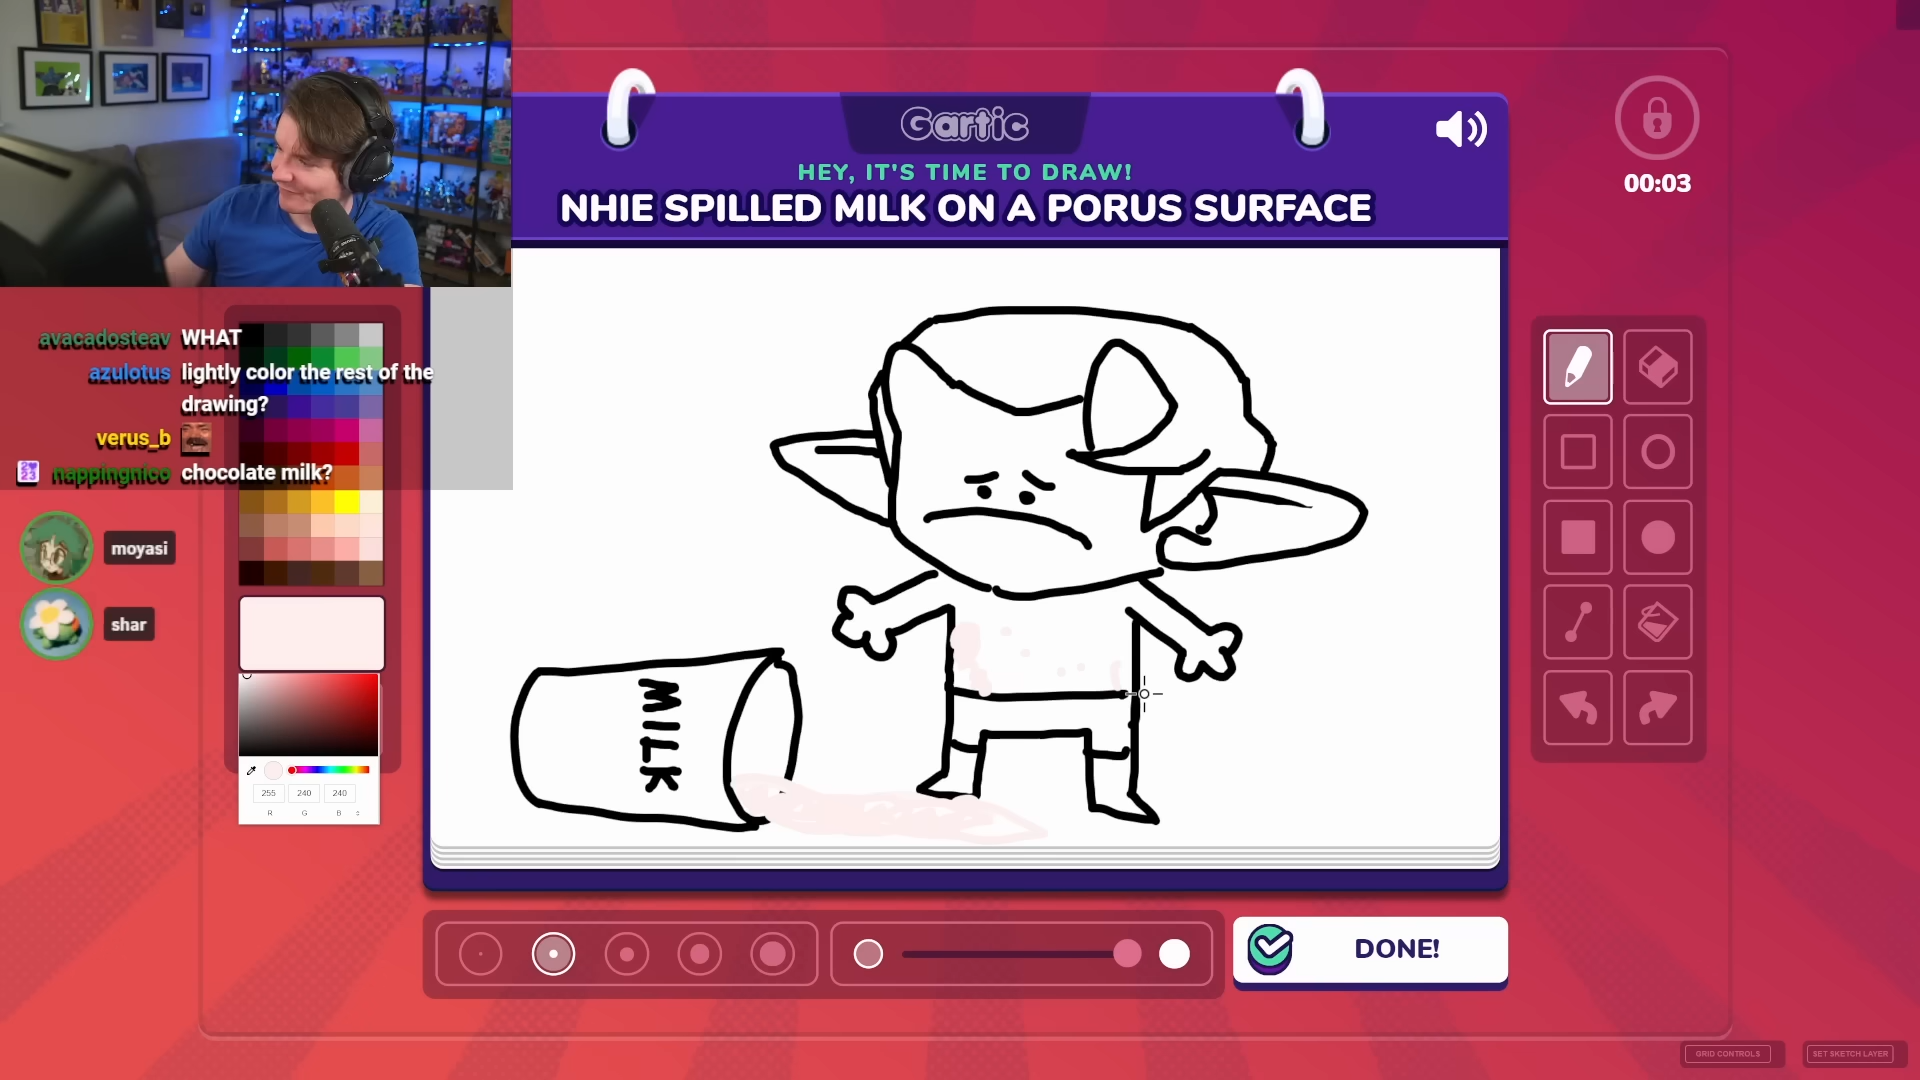 Gartic
HEY, IT'S TIME TO DRAW!
NHIE SPILLED MILK ON A PORUS SURFACE
00:03
avacadosteav WHAT
azulotus lightly color the rest of the
drawing?
verus_b
nappingnico chocolate milk?
moyasi
shar
MILK
255 240 240
R G B
DONE!
GRID CONTROLS
SET SKETCH LAYER